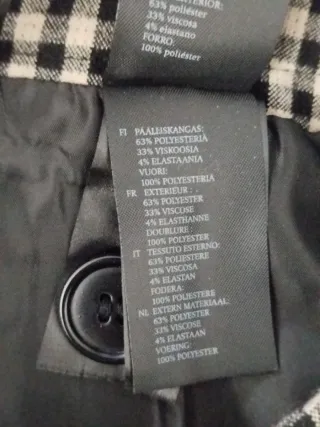 63% poliéster
33% viscosa
4% elastano
FORRO:
100% poliéster
FI PÄÄLLISKANGAS:
63% POLYESTERIÄ
33% VISKOOSIA
4% ELASTAANIA
VUORI:
100% POLYESTERIÄ
FR EXTERIEUR :
63% POLYESTER
33% VISCOSE
4% ELASTHANNE
DOUBLURE :
100% POLYESTER
IT TESSUTO ESTERNO:
63% POLIESTERE
33% VISCOSA
4% ELASTAN
FODERA:
100% POLIESTERE
NL EXTERN MATERIAAL:
63% POLYESTER
33% VISCOSE
4% ELASTAAN
VOERING:
100% POLYESTER